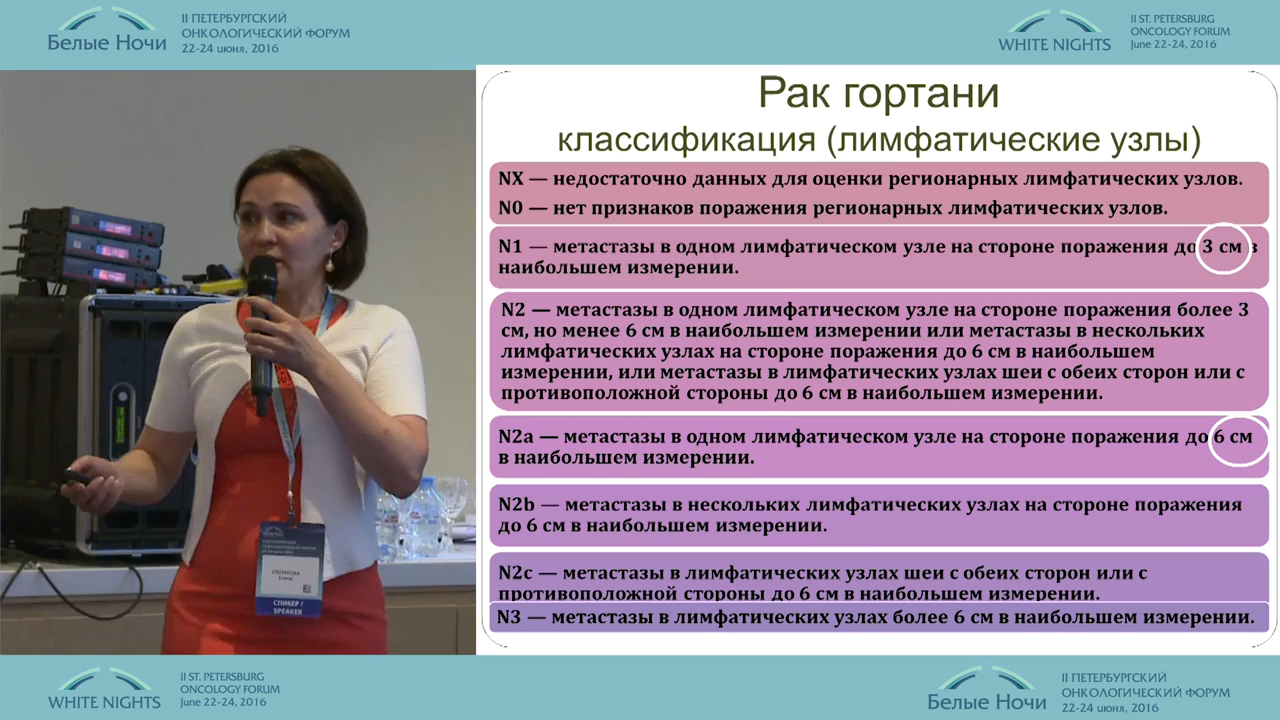 Белые Ночи
II ПЕТЕРБУРГСКИЙ
ОНКОЛОГИЧЕСКИЙ ФОРУМ
22-24 июня, 2016
WHITE NIGHTS
II ST. PETERSBURG
ONCOLOGY FORUM
June 22-24, 2016
Рак гортани
классификация (лимфатические узлы)
NX — недостаточно данных для оценки регионарных лимфатических узлов.
N0 — нет признаков поражения регионарных лимфатических узлов.
N1 — метастазы в одном лимфатическом узле на стороне поражения до 3 см в
наибольшем измерении.
N2 — метастазы в одном лимфатическом узле на стороне поражения более 3
см, но менее 6 см в наибольшем измерении или метастазы в нескольких
лимфатических узлах на стороне поражения до 6 см в наибольшем
измерении, или метастазы в лимфатических узлах шеи с обеих сторон или с
противоположной стороны до 6 см в наибольшем измерении.
N2a — метастазы в одном лимфатическом узле на стороне поражения до 6 см
в наибольшем измерении.
N2b — метастазы в нескольких лимфатических узлах на стороне поражения
до 6 см в наибольшем измерении.
N2c — метастазы в лимфатических узлах шеи с обеих сторон или с
противоположной стороны до 6 см в наибольшем измерении.
N3 — метастазы в лимфатических узлах более 6 см в наибольшем измерении.
СПИКЕР /
SPEAKER
WHITE NIGHTS
II ST. PETERSBURG
ONCOLOGY FORUM
June 22-24, 2016
Белые Ночи
II ПЕТЕРБУРГСКИЙ
ОНКОЛОГИЧЕСКИЙ ФОРУМ
22-24 июня, 2016